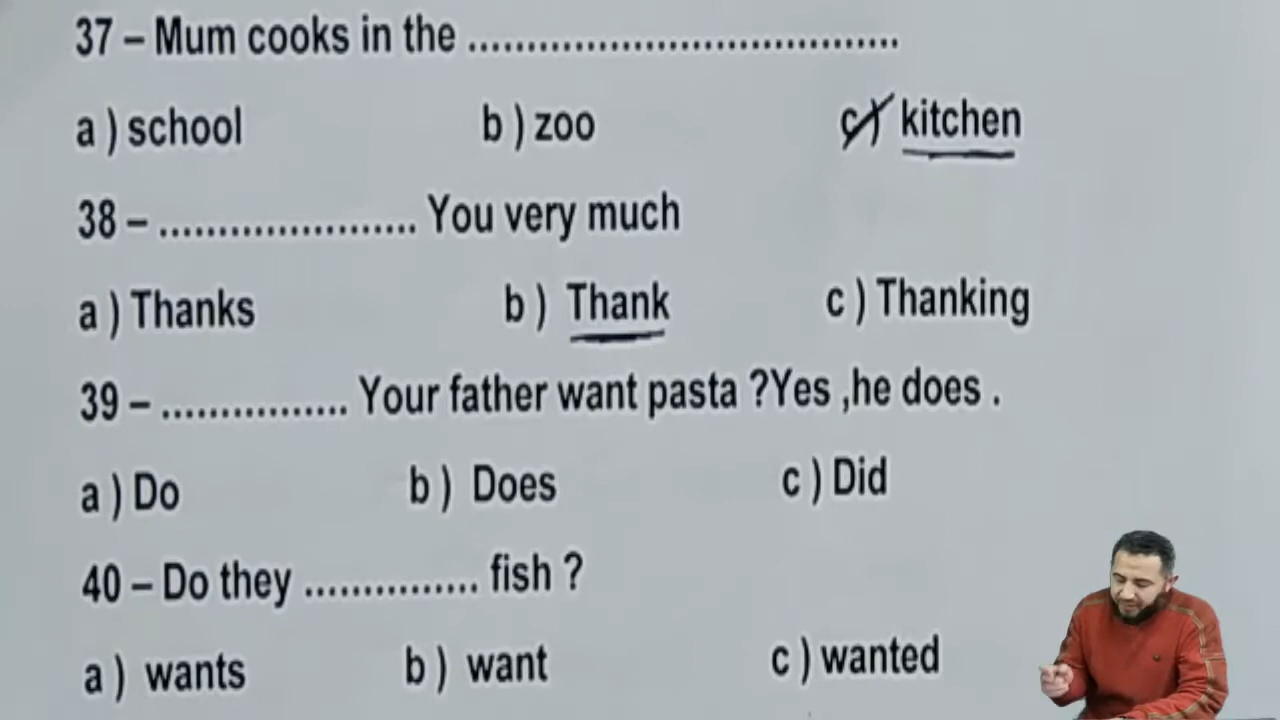 37 – Mum cooks in the ....................................
a ) school b ) zoo c ) kitchen
38 – ...................... You very much
a ) Thanks b ) Thank c ) Thanking
39 – ................ Your father want pasta ?Yes ,he does .
a ) Do b ) Does c ) Did
40 – Do they ............... fish ?
a ) wants b ) want c ) wanted